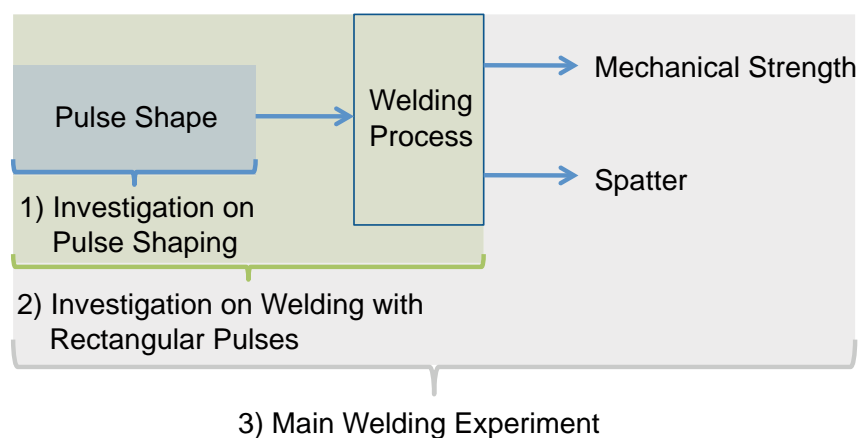 Pulse Shape
Welding
Process
Mechanical Strength
Spatter
1) Investigation on
Pulse Shaping
2) Investigation on Welding with
Rectangular Pulses
3) Main Welding Experiment